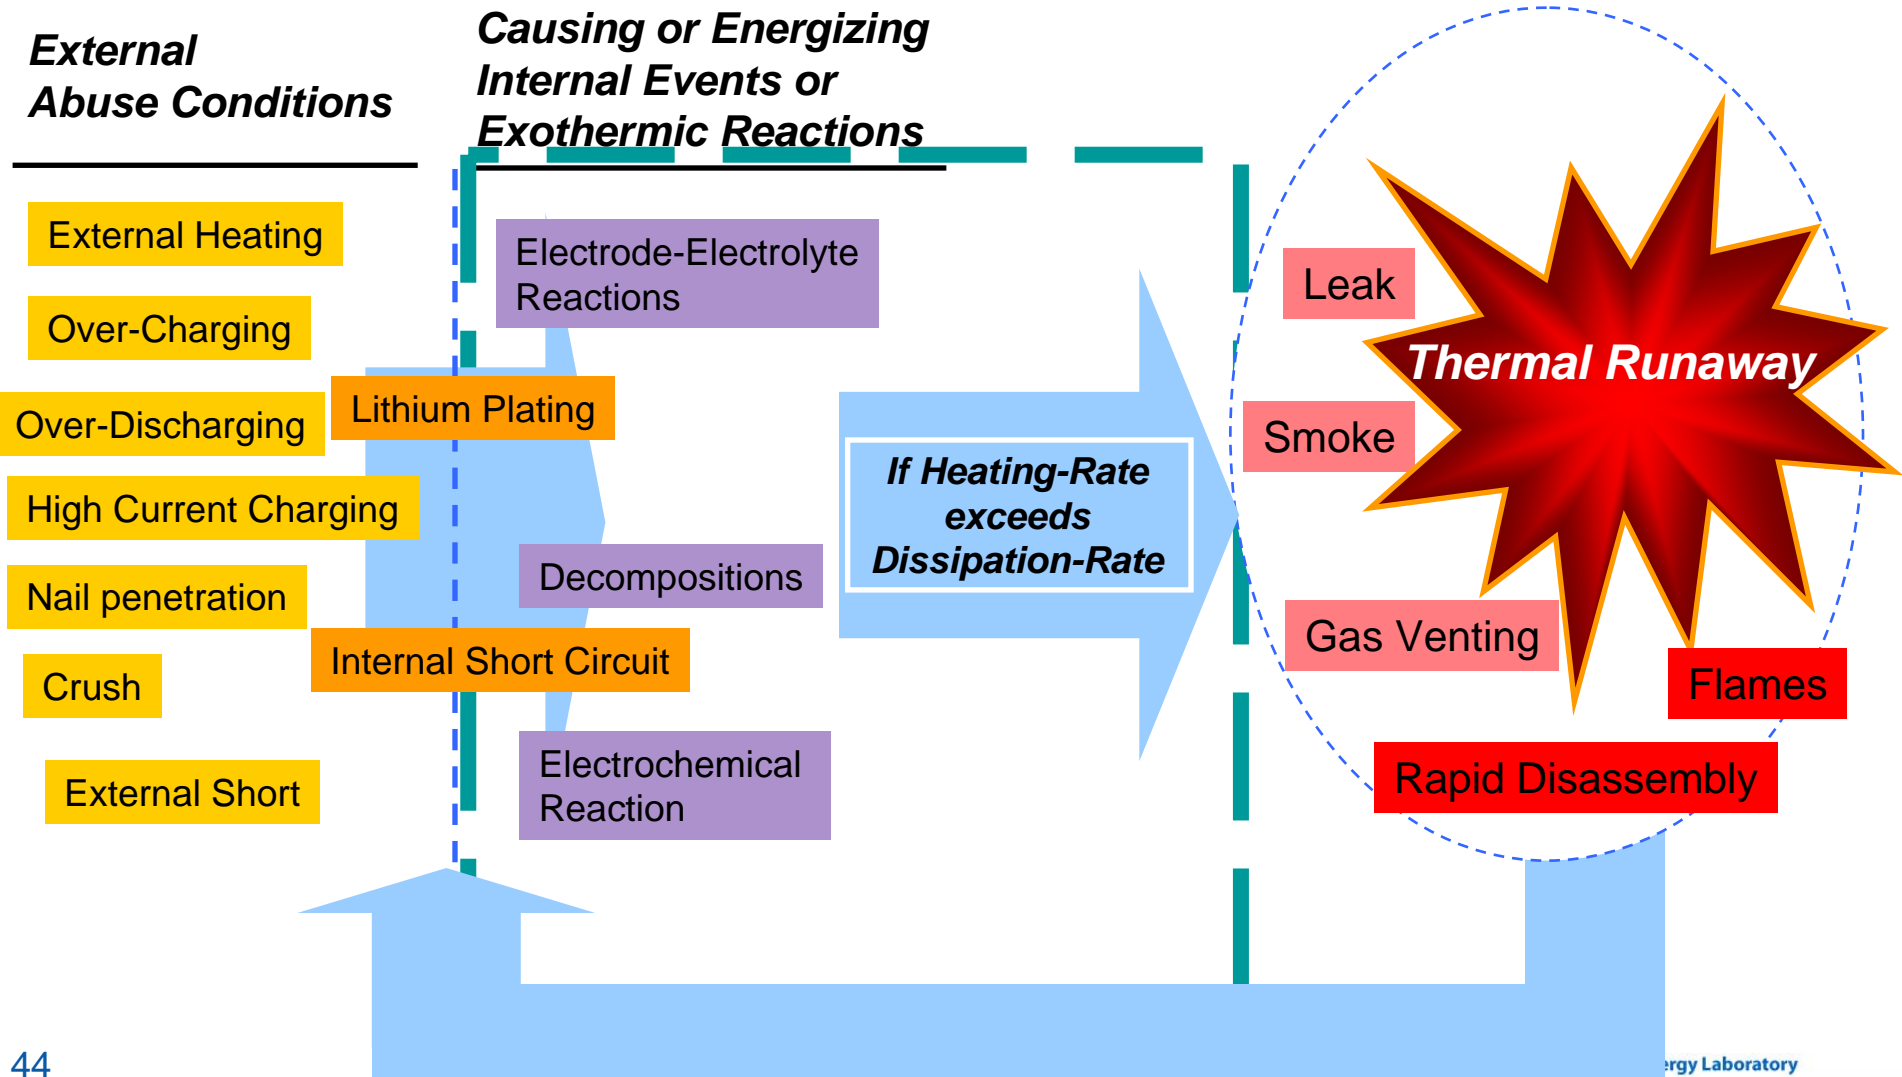 External
Abuse Conditions
Causing or Energizing
Internal Events or
Exothermic Reactions
External Heating
Over-Charging
Over-Discharging
High Current Charging
Nail penetration
Crush
External Short
Lithium Plating
Internal Short Circuit
Electrode-Electrolyte
Reactions
Decompositions
Electrochemical
Reaction
If Heating-Rate
exceeds
Dissipation-Rate
Leak
Smoke
Gas Venting
Thermal Runaway
Flames
Rapid Disassembly
44
ergy Laboratory